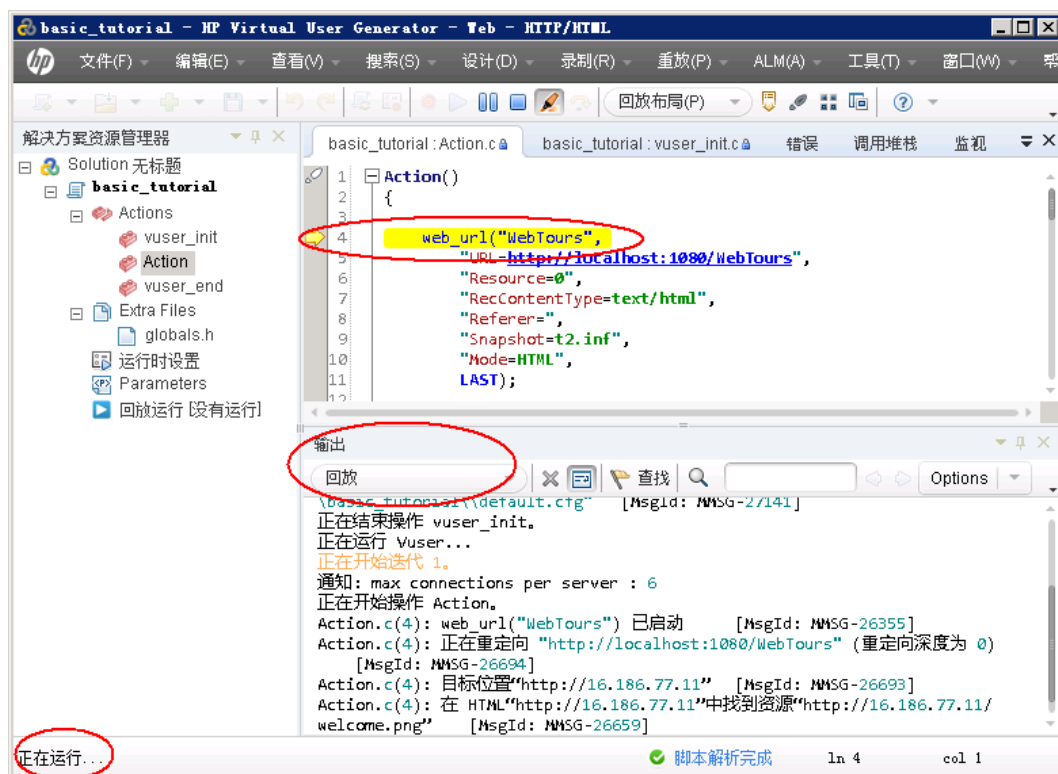 basic_tutorial - HP Virtual User Generator - Web - HTTP/HTML
hp 文件(F) 编辑(E) 查看(V) 搜索(S) 设计(D) 录制(R) 重放(P) ALM(A) 工具(T) 窗口(W)
回放布局(P)
解决方案资源管理器
Solution 无标题
basic_tutorial
Actions
vuser_init
Action
vuser_end
Extra Files
globals.h
运行时设置
Parameters
回放运行 [没有运行]
basic_tutorial : Action.c basic_tutorial : vuser_init.c 错误 调用堆栈 监视
1 Action()
2 {
3
4 web_url("WebTours",
5 "URL=http://localhost:1080/WebTours",
6 "Resource=0",
7 "RecContentType=text/html",
8 "Referer=",
9 "Snapshot=t2.inf",
10 "Mode=HTML",
11 LAST);
12
输出
回放 查找 Options
\basic_tutorial\\default.cfg" [MsgId: MMSG-27141]
正在结束操作 vuser_init。
正在运行 Vuser...
正在开始迭代 1。
通知: max connections per server : 6
正在开始操作 Action。
Action.c(4): web_url("WebTours") 已启动 [MsgId: MMSG-26355]
Action.c(4): 正在重定向 "http://localhost:1080/WebTours" (重定向深度为 0)
[MsgId: MMSG-26694]
Action.c(4): 目标位置“http://16.186.77.11” [MsgId: MMSG-26693]
Action.c(4): 在 HTML“http://16.186.77.11”中找到资源“http://16.186.77.11/
welcome.png” [MsgId: MMSG-26659]
正在运行... 脚本解析完成 ln 4 col 1